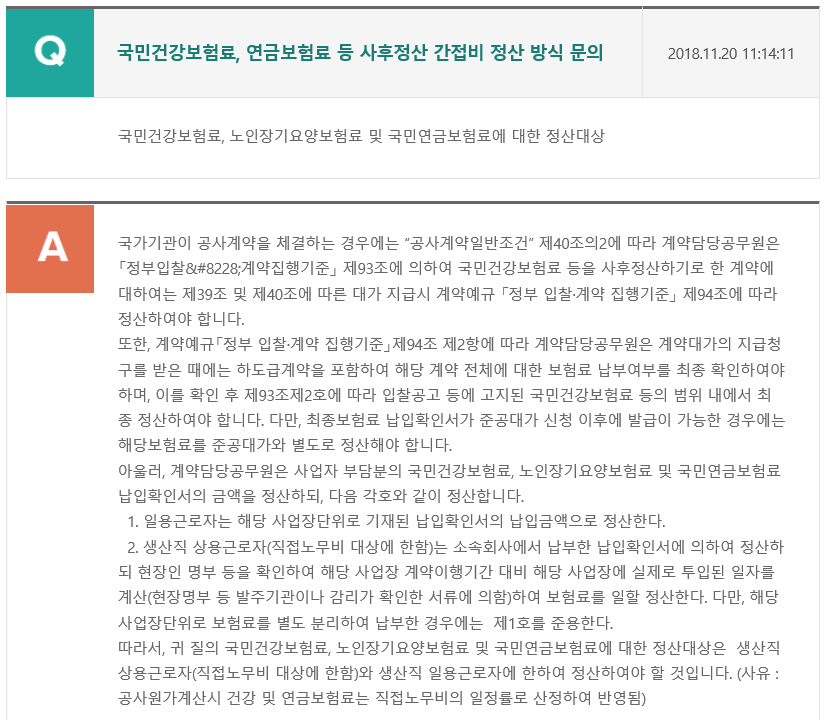 Q
국민건강보험료, 연금보험료 등 사후정산 간접비 정산 방식 문의
2018.11.20 11:14:11
국민건강보험료, 노인장기요양보험료 및 국민연금보험료에 대한 정산대상
A
국가기관이 공사계약을 체결하는 경우에는 “공사계약일반조건” 제40조의2에 따라 계약담당공무원은
「정부입찰&#8228;계약집행기준」 제93조에 의하여 국민건강보험료 등을 사후정산하기로 한 계약에
대하여는 제39조 및 제40조에 따른 대가 지급시 계약예규 「정부 입찰·계약 집행기준」 제94조에 따라
정산하여야 합니다.
또한, 계약예규「정부 입찰·계약 집행기준」제94조 제2항에 따라 계약담당공무원은 계약대가의 지급청
구를 받은 때에는 하도급계약을 포함하여 해당 계약 전체에 대한 보험료 납부여부를 최종 확인하여야
하며, 이를 확인 후 제93조제2호에 따라 입찰공고 등에 고지된 국민건강보험료 등의 범위 내에서 최
종 정산하여야 합니다. 다만, 최종보험료 납입확인서가 준공대가 신청 이후에 발급이 가능한 경우에는
해당보험료를 준공대가와 별도로 정산해야 합니다.
아울러, 계약담당공무원은 사업자 부담분의 국민건강보험료, 노인장기요양보험료 및 국민연금보험료
납입확인서의 금액을 정산하되, 다음 각호와 같이 정산합니다.
1. 일용근로자는 해당 사업장단위로 기재된 납입확인서의 납입금액으로 정산한다.
2. 생산직 상용근로자(직접노무비 대상에 한함)는 소속회사에서 납부한 납입확인서에 의하여 정산하
되 현장인 명부 등을 확인하여 해당 사업장 계약이행기간 대비 해당 사업장에 실제로 투입된 일자를
계산(현장명부 등 발주기관이나 감리가 확인한 서류에 의함)하여 보험료를 일할 정산한다. 다만, 해당
사업장단위로 보험료를 별도 분리하여 납부한 경우에는 제1호를 준용한다.
따라서, 귀 질의 국민건강보험료, 노인장기요양보험료 및 국민연금보험료에 대한 정산대상은 생산직
상용근로자(직접노무비 대상에 한함)와 생산직 일용근로자에 한하여 정산하여야 할 것입니다. (사유 :
공사원가계산시 건강 및 연금보험료는 직접노무비의 일정률로 산정하여 반영됨)